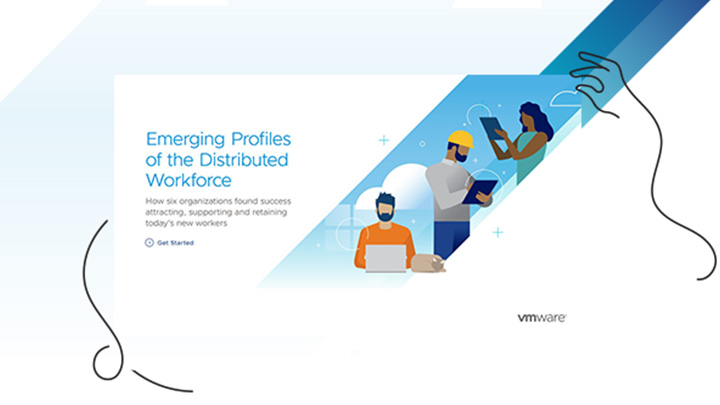 Emerging Profiles
of the Distributed
Workforce
How six organizations found success
attracting, supporting and retaining
today's new workers
Get Started
vmware